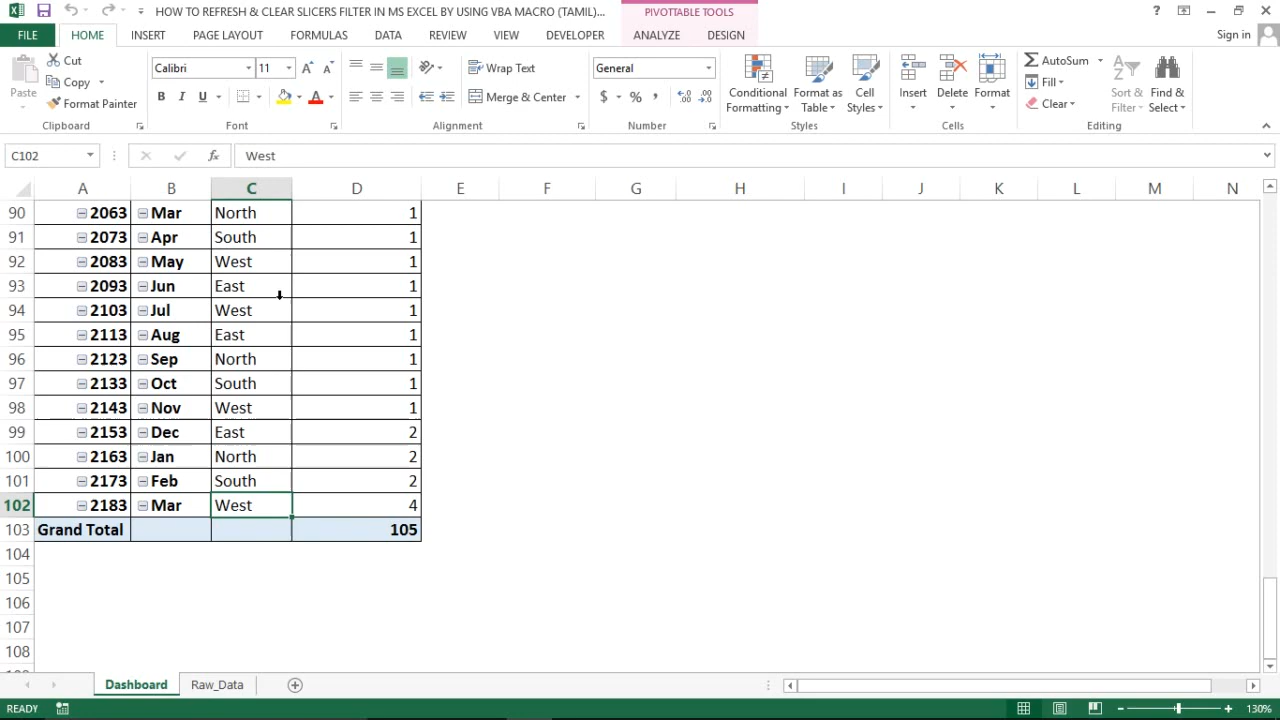 HOW TO REFRESH & CLEAR SLICERS FILTER IN MS EXCEL BY USING VBA MACRO (TAMIL)...
PIVOTTABLE TOOLS
?
FILE HOME INSERT PAGE LAYOUT FORMULAS DATA REVIEW VIEW DEVELOPER ANALYZE DESIGN Sign in
Paste
Cut
Copy
Format Painter
Clipboard
Calibri 11
B I U
Font
Wrap Text
Merge & Center
Alignment
General
$ % ,
Number
Conditional Formatting
Format as Table
Cell Styles
Styles
Insert
Delete
Format
Cells
AutoSum
Fill
Clear
Sort & Filter
Find & Select
Editing
C102 fx West
A B C D E F G H I J K L M N
90 2063 Mar North 1
91 2073 Apr South 1
92 2083 May West 1
93 2093 Jun East 1
94 2103 Jul West 1
95 2113 Aug East 1
96 2123 Sep North 1
97 2133 Oct South 1
98 2143 Nov West 1
99 2153 Dec East 2
100 2163 Jan North 2
101 2173 Feb South 2
102 2183 Mar West 4
103 Grand Total 105
104
105
106
107
108
Dashboard Raw_Data
READY 130%